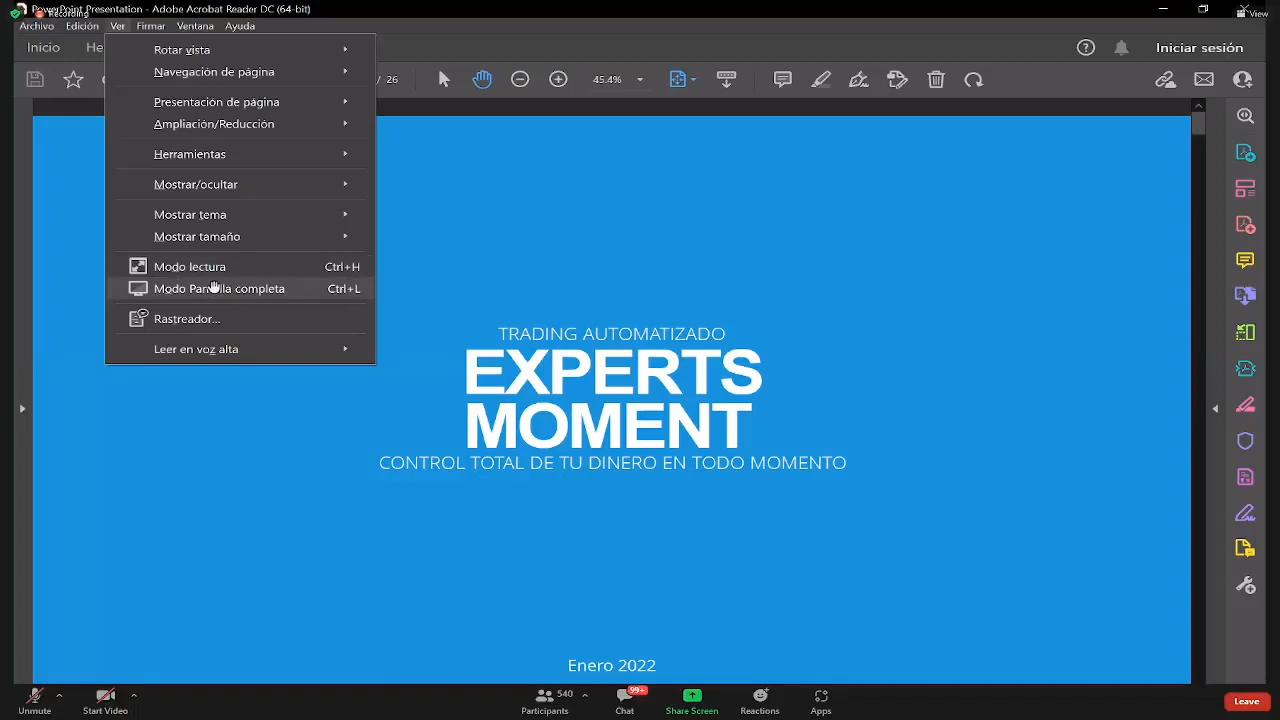 PowerPoint Presentation - Adobe Acrobat Reader DC (64-bit)
Recording
View
Archivo Edición Ver Firmar Ventana Ayuda
Inicio He
Iniciar sesión
/ 26
45.4%
Rotar vista
Navegación de página
Presentación de página
Ampliación/Reducción
Herramientas
Mostrar/ocultar
Mostrar tema
Mostrar tamaño
Modo lectura Ctrl+H
Modo Pantalla completa Ctrl+L
Rastreador...
Leer en voz alta
TRADING AUTOMATIZADO
EXPERTS
MOMENT
CONTROL TOTAL DE TU DINERO EN TODO MOMENTO
Enero 2022
540
99+
Unmute
Start Video
Participants
Chat
Share Screen
Reactions
Apps
Leave